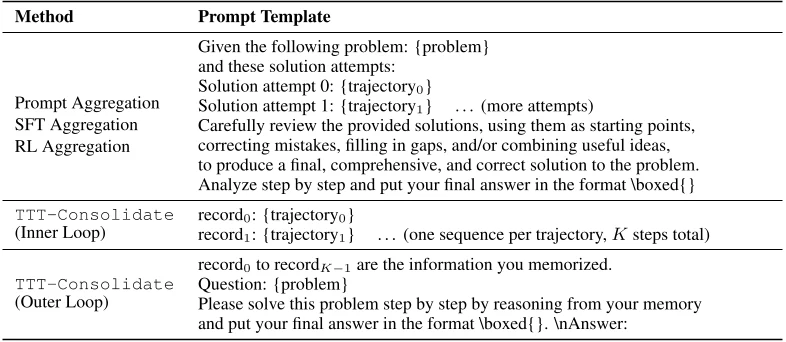 Method Prompt Template
Given the following problem: {problem}
and these solution attempts:
Solution attempt 0: {trajectory₀}
Prompt Aggregation Solution attempt 1: {trajectory₁} … (more attempts)
SFT Aggregation Carefully review the provided solutions, using them as starting points,
RL Aggregation correcting mistakes, filling in gaps, and/or combining useful ideas,
to produce a final, comprehensive, and correct solution to the problem.
Analyze step by step and put your final answer in the format \boxed{}
TTT-Consolidate record₀: {trajectory₀}
(Inner Loop) record₁: {trajectory₁} … (one sequence per trajectory, K steps total)
record₀ to record_{K−1} are the information you memorized.
TTT-Consolidate Question: {problem}
(Outer Loop) Please solve this problem step by step by reasoning from your memory
and put your final answer in the format \boxed{}. \nAnswer: